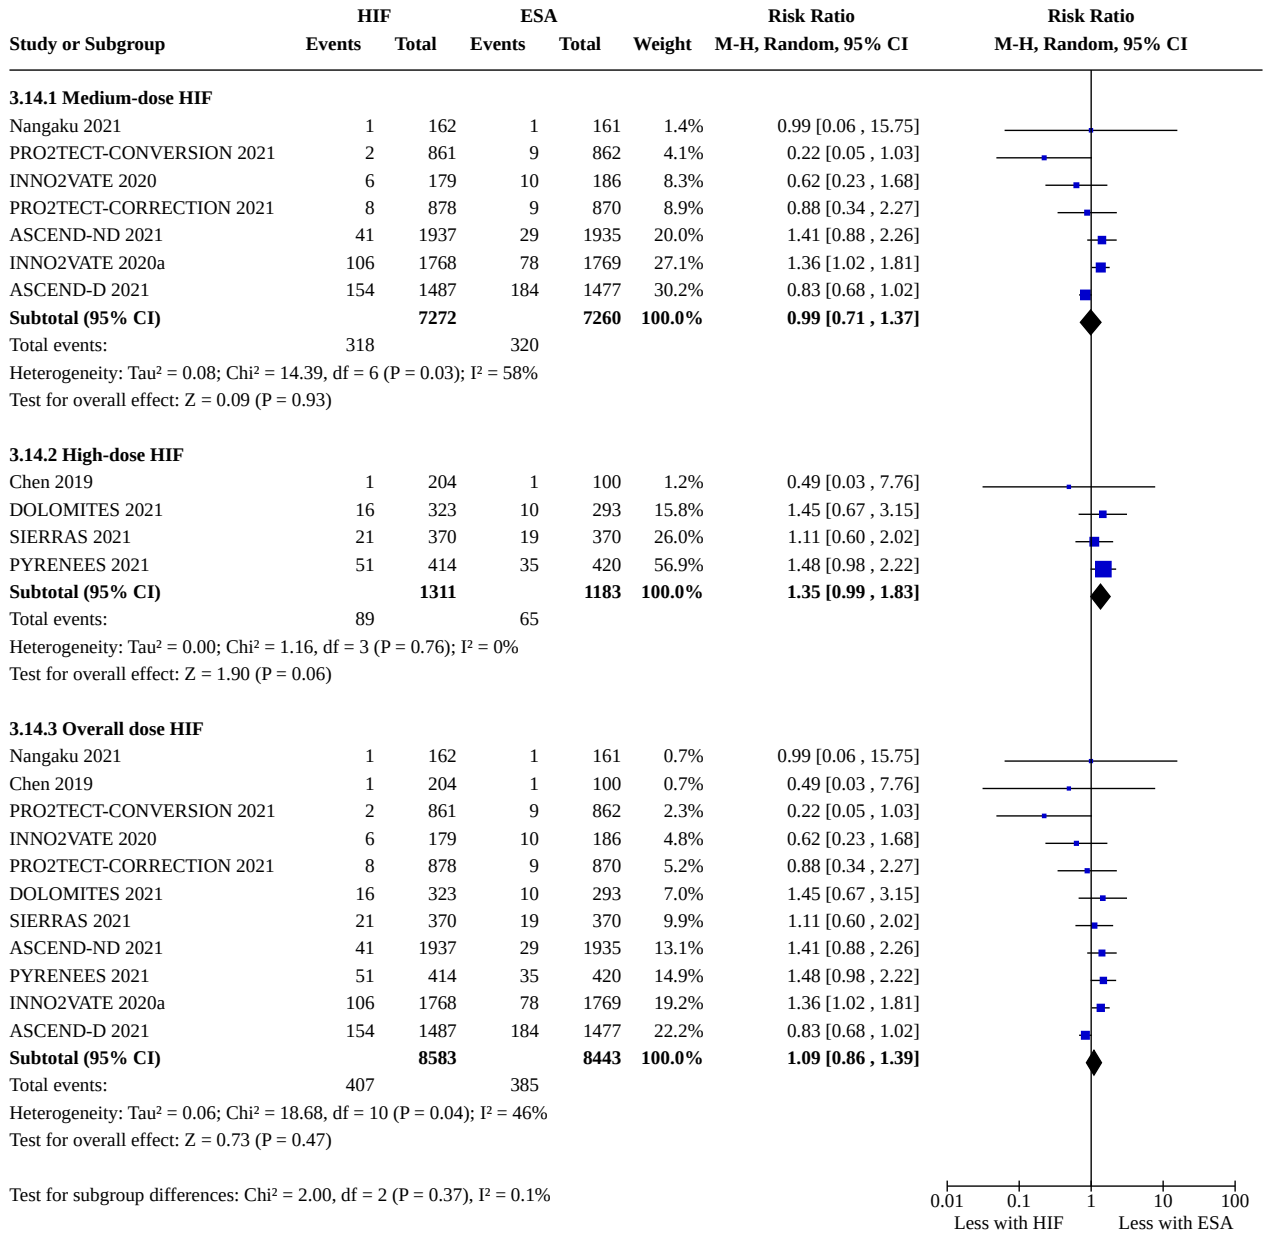 HIF ESA Risk Ratio Risk Ratio
Study or Subgroup Events Total Events Total Weight M-H, Random, 95% CI M-H, Random, 95% CI
3.14.1 Medium-dose HIF
Nangaku 2021 1 162 1 161 1.4% 0.99 [0.06 , 15.75]
PRO2TECT-CONVERSION 2021 2 861 9 862 4.1% 0.22 [0.05 , 1.03]
INNO2VATE 2020 6 179 10 186 8.3% 0.62 [0.23 , 1.68]
PRO2TECT-CORRECTION 2021 8 878 9 870 8.9% 0.88 [0.34 , 2.27]
ASCEND-ND 2021 41 1937 29 1935 20.0% 1.41 [0.88 , 2.26]
INNO2VATE 2020a 106 1768 78 1769 27.1% 1.36 [1.02 , 1.81]
ASCEND-D 2021 154 1487 184 1477 30.2% 0.83 [0.68 , 1.02]
Subtotal (95% CI) 7272 7260 100.0% 0.99 [0.71 , 1.37]
Total events: 318 320
Heterogeneity: Tau² = 0.08; Chi² = 14.39, df = 6 (P = 0.03); I² = 58%
Test for overall effect: Z = 0.09 (P = 0.93)
3.14.2 High-dose HIF
Chen 2019 1 204 1 100 1.2% 0.49 [0.03 , 7.76]
DOLOMITES 2021 16 323 10 293 15.8% 1.45 [0.67 , 3.15]
SIERRAS 2021 21 370 19 370 26.0% 1.11 [0.60 , 2.02]
PYRENEES 2021 51 414 35 420 56.9% 1.48 [0.98 , 2.22]
Subtotal (95% CI) 1311 1183 100.0% 1.35 [0.99 , 1.83]
Total events: 89 65
Heterogeneity: Tau² = 0.00; Chi² = 1.16, df = 3 (P = 0.76); I² = 0%
Test for overall effect: Z = 1.90 (P = 0.06)
3.14.3 Overall dose HIF
Nangaku 2021 1 162 1 161 0.7% 0.99 [0.06 , 15.75]
Chen 2019 1 204 1 100 0.7% 0.49 [0.03 , 7.76]
PRO2TECT-CONVERSION 2021 2 861 9 862 2.3% 0.22 [0.05 , 1.03]
INNO2VATE 2020 6 179 10 186 4.8% 0.62 [0.23 , 1.68]
PRO2TECT-CORRECTION 2021 8 878 9 870 5.2% 0.88 [0.34 , 2.27]
DOLOMITES 2021 16 323 10 293 7.0% 1.45 [0.67 , 3.15]
SIERRAS 2021 21 370 19 370 9.9% 1.11 [0.60 , 2.02]
ASCEND-ND 2021 41 1937 29 1935 13.1% 1.41 [0.88 , 2.26]
PYRENEES 2021 51 414 35 420 14.9% 1.48 [0.98 , 2.22]
INNO2VATE 2020a 106 1768 78 1769 19.2% 1.36 [1.02 , 1.81]
ASCEND-D 2021 154 1487 184 1477 22.2% 0.83 [0.68 , 1.02]
Subtotal (95% CI) 8583 8443 100.0% 1.09 [0.86 , 1.39]
Total events: 407 385
Heterogeneity: Tau² = 0.06; Chi² = 18.68, df = 10 (P = 0.04); I² = 46%
Test for overall effect: Z = 0.73 (P = 0.47)
Test for subgroup differences: Chi² = 2.00, df = 2 (P = 0.37), I² = 0.1%
0.01 0.1 1 10 100
Less with HIF Less with ESA